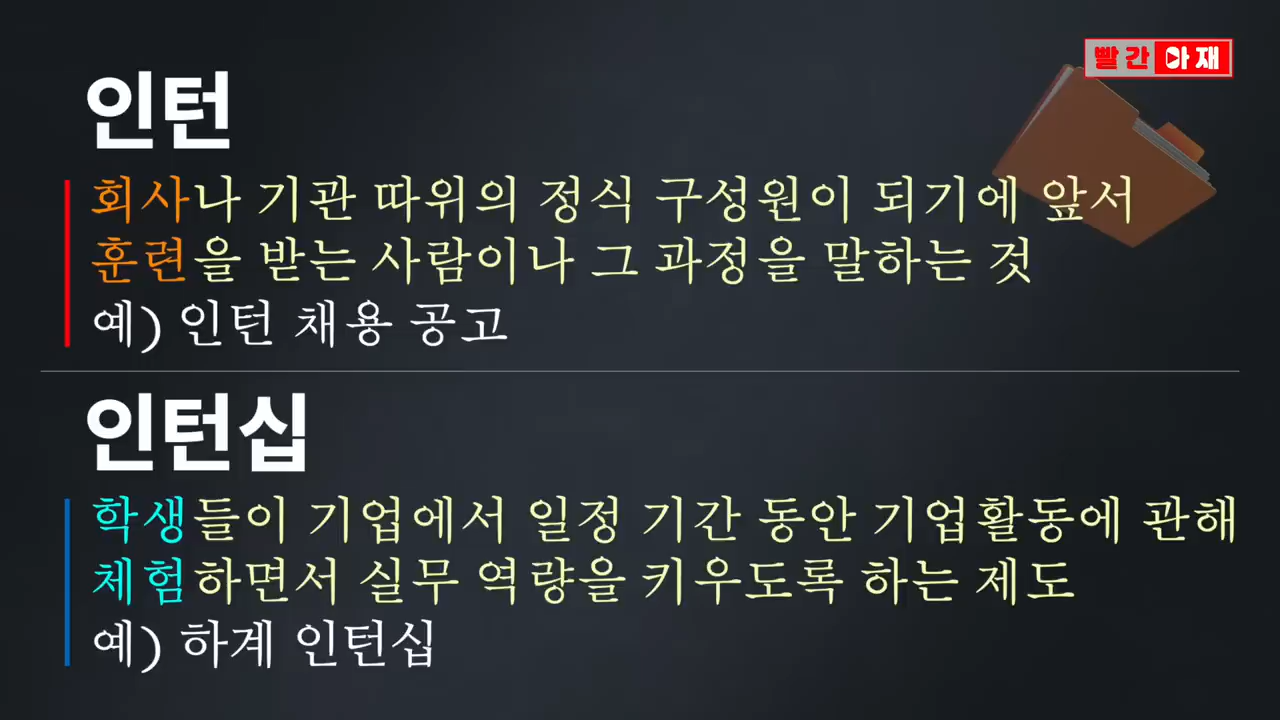 빨간아재
인턴
회사나 기관 따위의 정식 구성원이 되기에 앞서
훈련을 받는 사람이나 그 과정을 말하는 것
예) 인턴 채용 공고
인턴십
학생들이 기업에서 일정 기간 동안 기업활동에 관해
체험하면서 실무 역량을 키우도록 하는 제도
예) 하계 인턴십